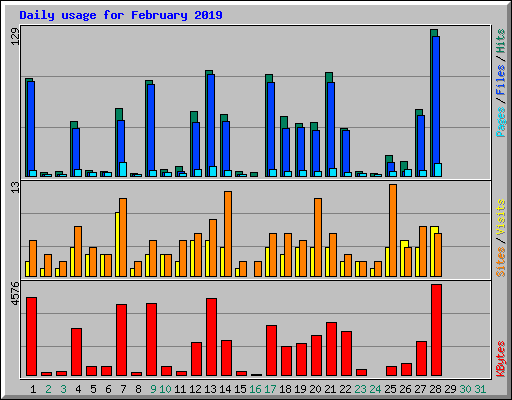 Daily usage for February 2019
129
Pages / Files / Hits
13
Sites / Visits
4576
KBytes
1 2 3 4 5 6 7 8 9 10 11 12 13 14 15 16 17 18 19 20 21 22 23 24 25 26 27 28 29 30 31